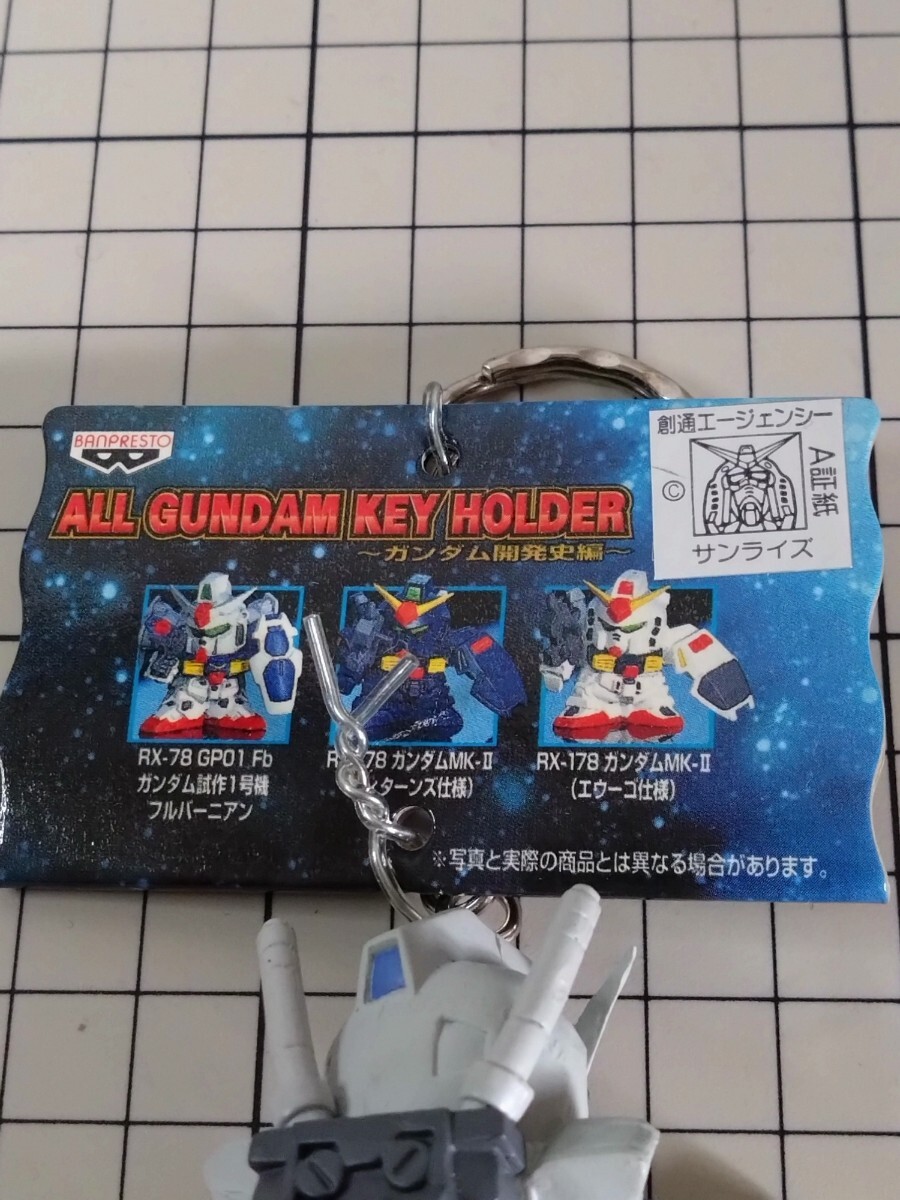 BANPRESTO
ALL GUNDAM KEY HOLDER
～ガンダム開発史編～
創通エージェンシー
A証紙
©
サンライズ
RX-78 GP01 Fb
ガンダム試作1号機
フルバーニアン
78 ガンダムMK-Ⅱ
ターンズ仕様）
RX-178 ガンダムMK-Ⅱ
（エウーゴ仕様）
※写真と実際の商品とは異なる場合があります。